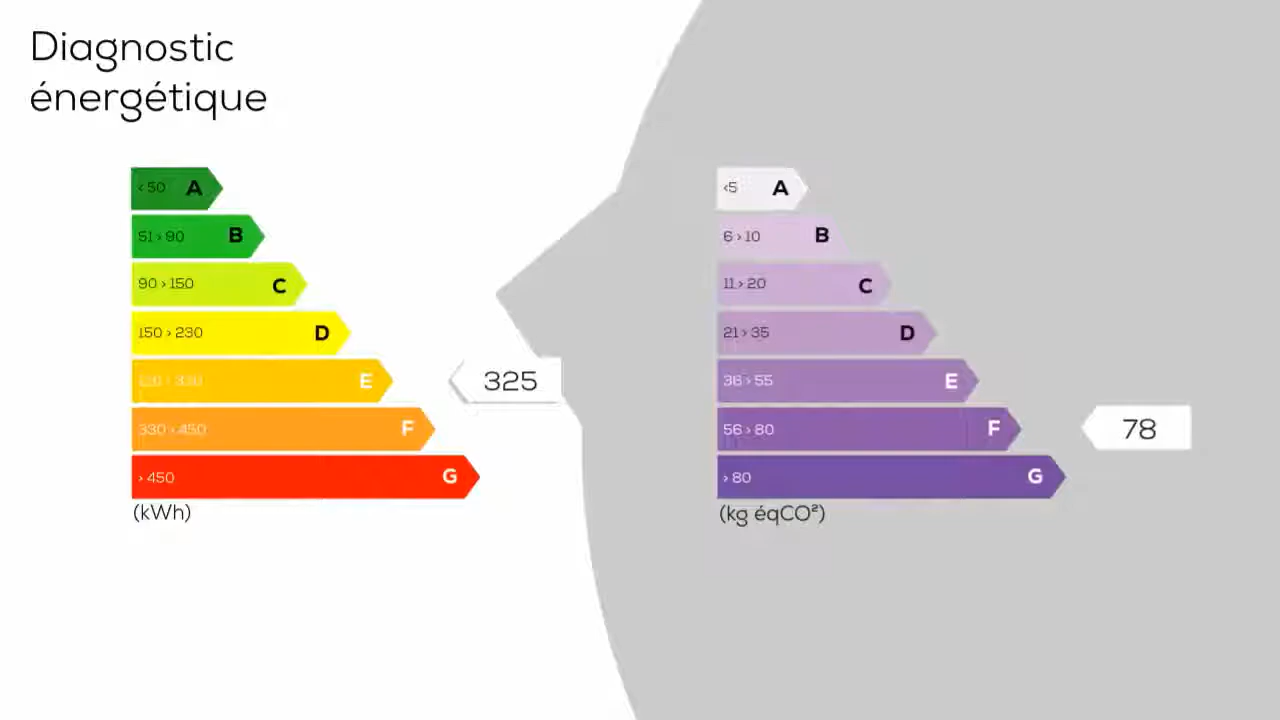 Diagnostic
énergétique
< 50 A
51 > 90 B
90 > 150 C
150 > 230 D
E
325
330 > 450 F
> 450 G
(kWh)
<5 A
6 > 10 B
11 > 20 C
21 > 35 D
36 > 55 E
56 > 80 F
78
> 80 G
(kg éqCO²)